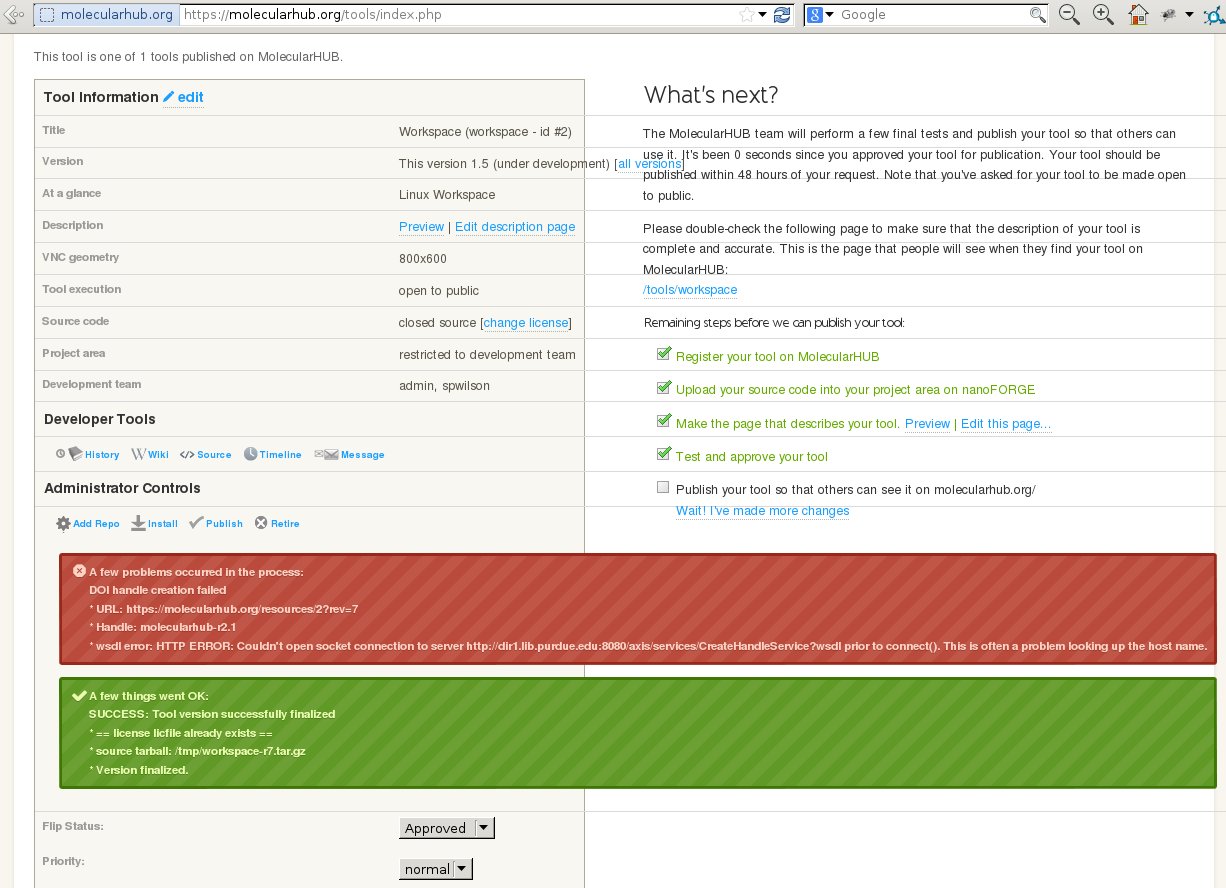 molecularhub.org https://molecularhub.org/tools/index.php Google
This tool is one of 1 tools published on MolecularHUB.
Tool Information edit
Title Workspace (workspace - id #2)
Version This version 1.5 (under development) [all versions]
At a glance Linux Workspace
Description Preview | Edit description page
VNC geometry 800x600
Tool execution open to public
Source code closed source [change license]
Project area restricted to development team
Development team admin, spwilson
Developer Tools
History Wiki Source Timeline Message
Administrator Controls
Add Repo Install Publish Retire
What's next?
The MolecularHUB team will perform a few final tests and publish your tool so that others can
use it. It's been 0 seconds since you approved your tool for publication. Your tool should be
published within 48 hours of your request. Note that you've asked for your tool to be made open
to public.
Please double-check the following page to make sure that the description of your tool is
complete and accurate. This is the page that people will see when they find your tool on
MolecularHUB:
/tools/workspace
Remaining steps before we can publish your tool:
Register your tool on MolecularHUB
Upload your source code into your project area on nanoFORGE
Make the page that describes your tool. Preview | Edit this page...
Test and approve your tool
Publish your tool so that others can see it on molecularhub.org/
Wait! I've made more changes
A few problems occurred in the process:
DOI handle creation failed
* URL: https://molecularhub.org/resources/2?rev=7
* Handle: molecularhub-r2.1
* wsdl error: HTTP ERROR: Couldn't open socket connection to server http://dir1.lib.purdue.edu:8080/axis/services/CreateHandleService?wsdl prior to connect(). This is often a problem looking up the host name.
A few things went OK:
SUCCESS: Tool version successfully finalized
* == license licfile already exists ==
* source tarball: /tmp/workspace-r7.tar.gz
* Version finalized.
Flip Status: Approved
Priority: normal